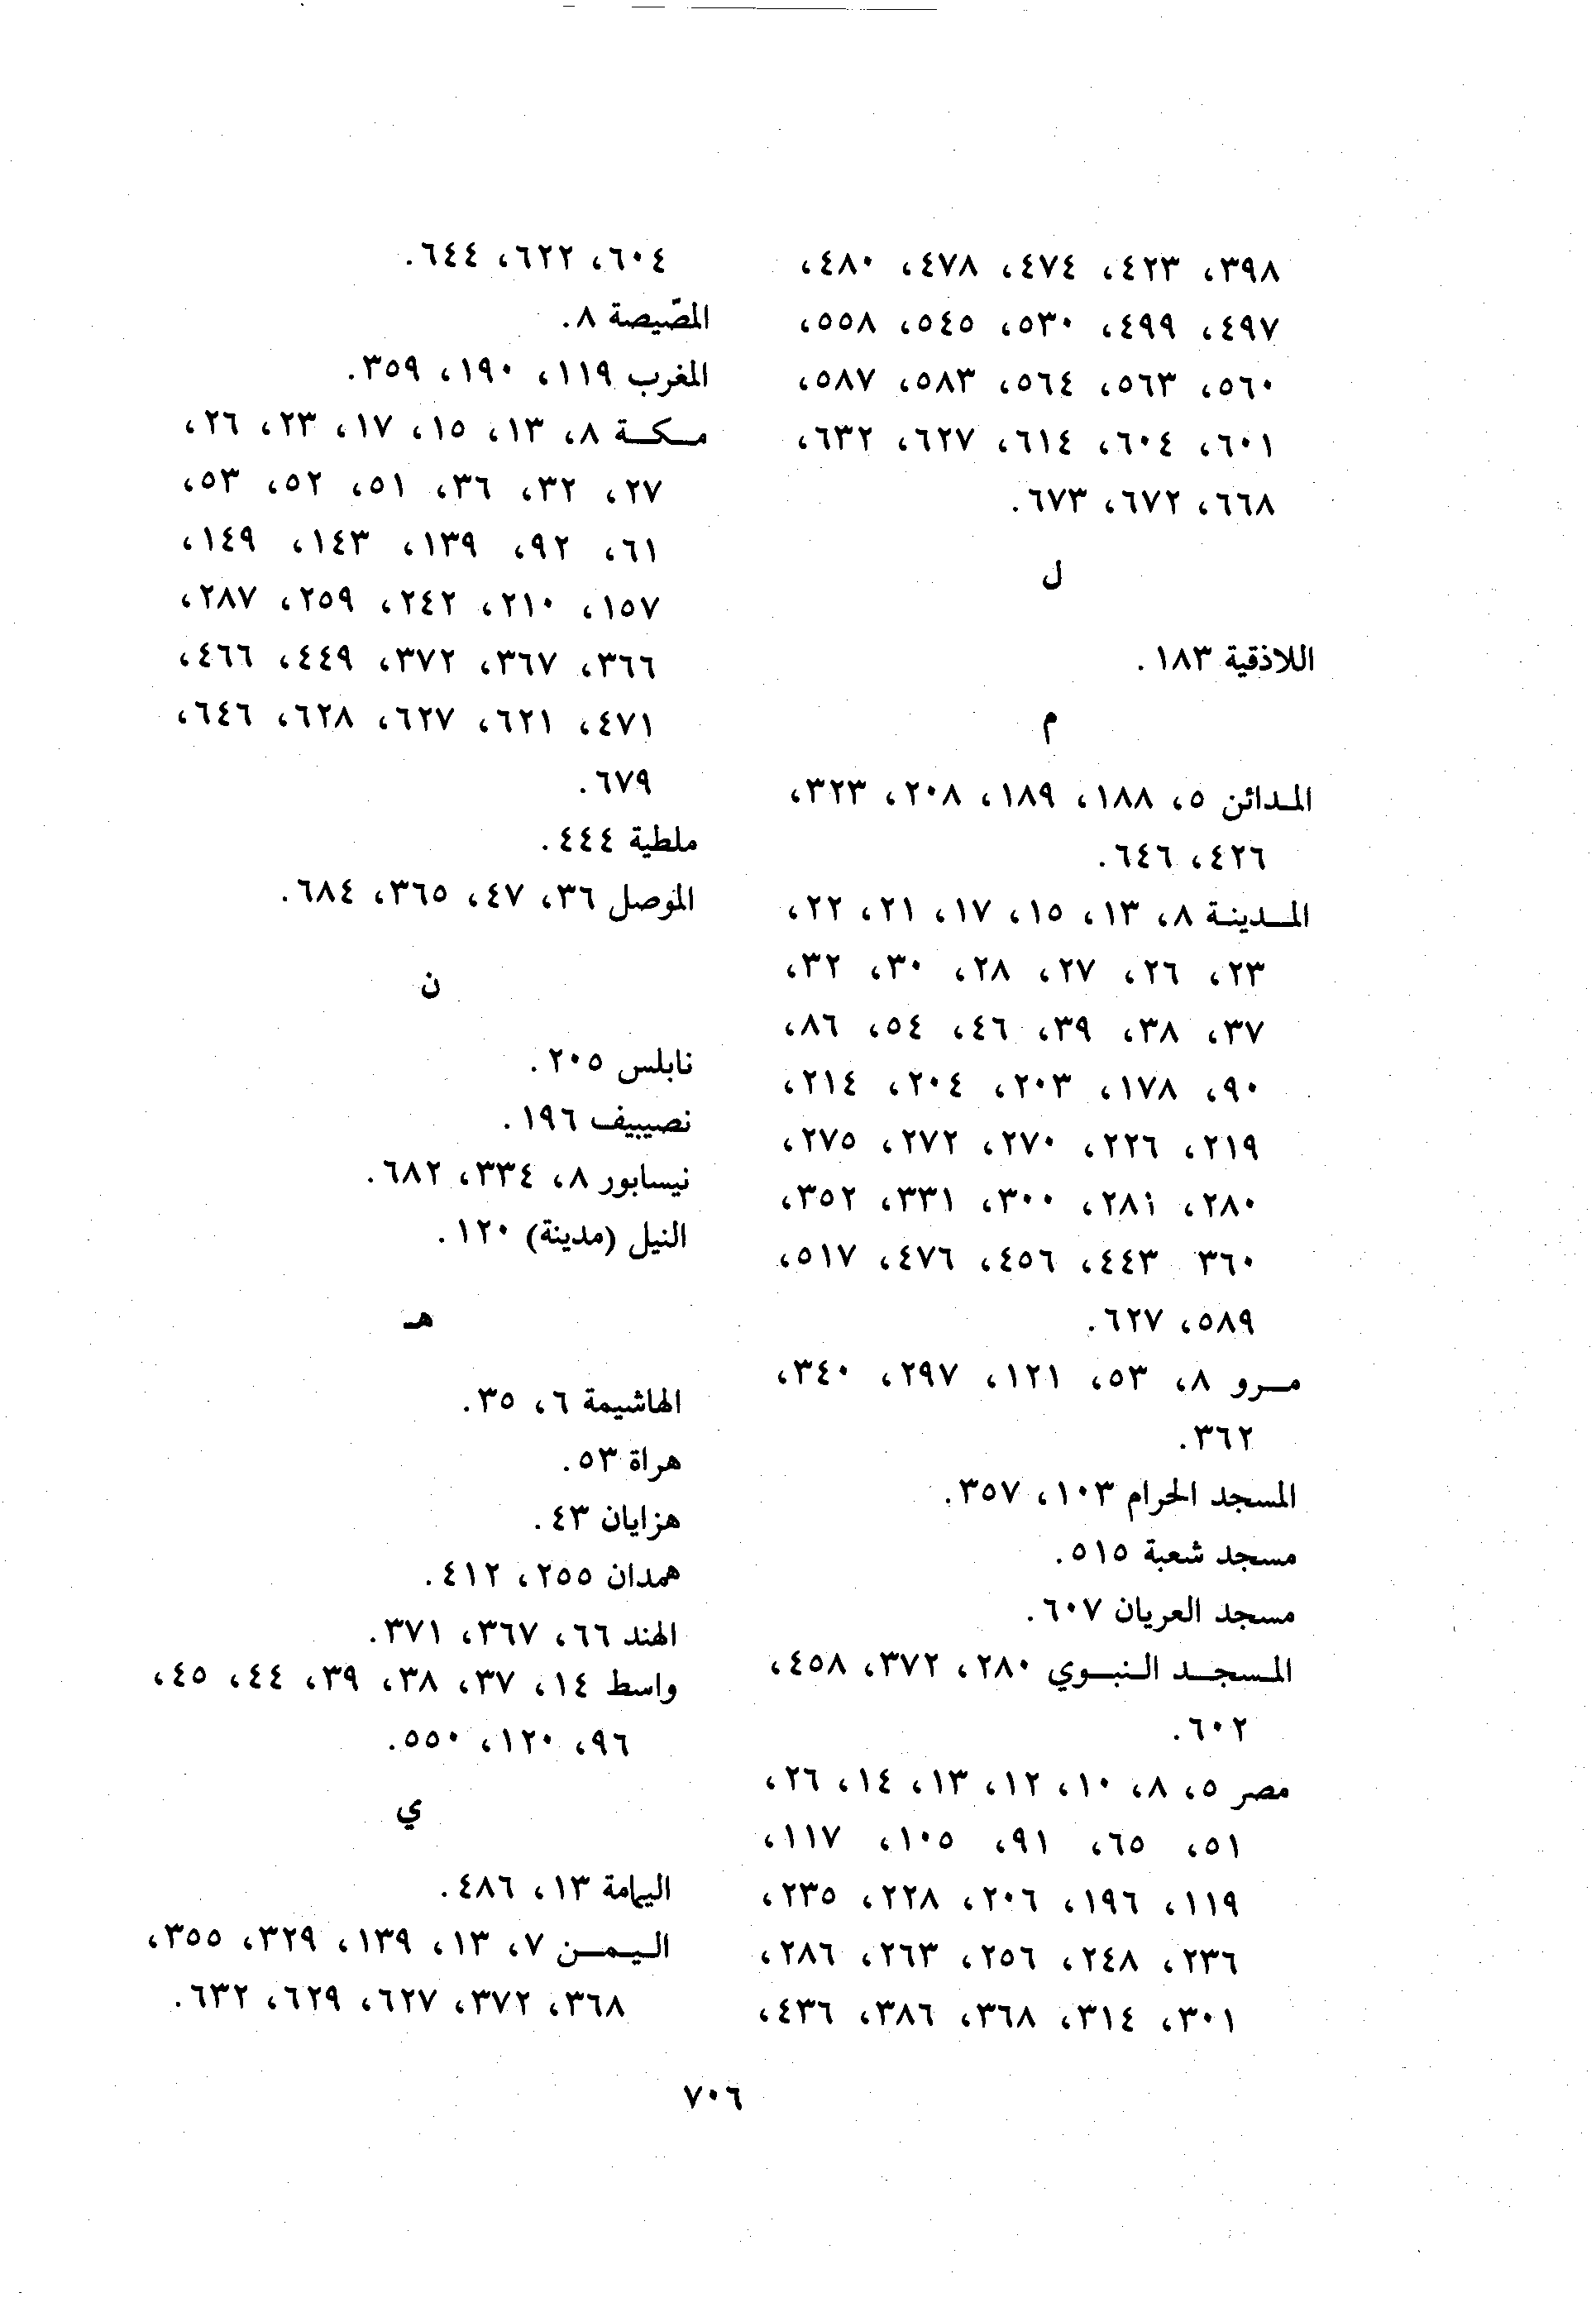 ٣٩٨، ٤٢٣، ٤٧٤، ٤٧٨، ٤٨٠،
٤٩٧، ٤٩٩، ٥٣٠، ٥٤٥، ٥٥٨،
٥٦٠، ٥٦٣، ٥٦٤، ٥٨٣، ٥٨٧،
٦٠١، ٦٠٤، ٦١٤، ٦٢٧، ٦٣٢،
٦٦٨، ٦٧٢، ٦٧٣.
ل
اللاذقية ١٨٣.
م
المدائن ٥، ١٨٨، ١٨٩، ٢٠٨، ٣٢٣،
٤٢٦، ٦٤٦.
المدينة ٨، ١٣، ١٥، ١٧، ٢١، ٢٢،
٢٣، ٢٦، ٢٧، ٢٨، ٣٠، ٣٢،
٣٧، ٣٨، ٣٩، ٤٦، ٥٤، ٨٦،
٩٠، ١٧٨، ٢٠٣، ٢٠٤، ٢١٤،
٢١٩، ٢٢٦، ٢٧٠، ٢٧٢، ٢٧٥،
٢٨٠، ٢٨١، ٣٠٠، ٣٣١، ٣٥٢،
٣٦٠ ٤٤٣، ٤٥٦، ٤٧٦، ٥١٧،
٥٨٩، ٦٢٧.
مرو ٨، ٥٣، ١٢١، ٢٩٧، ٣٤٠،
٣٦٢.
المسجد الحرام ١٠٣، ٣٥٧.
مسجد شعبة ٥١٥.
مسجد العريان ٦٠٧.
المسجد النبوي ٢٨٠، ٣٧٢، ٤٥٨،
٦٠٢.
مصر ٥، ٨، ١٠، ١٢، ١٣، ١٤، ٢٦،
٥١، ٦٥، ٩١، ١٠٥، ١١٧،
١١٩، ١٩٦، ٢٠٦، ٢٢٨، ٢٣٥،
٢٣٦، ٢٤٨، ٢٥٦، ٢٦٣، ٢٨٦،
٣٠١، ٣١٤، ٣٦٨، ٣٨٦، ٤٣٦،
٦٠٤، ٦٢٢، ٦٤٤.
المصّيصة ٨.
المغرب ١١٩، ١٩٠، ٣٥٩.
مكة ٨، ١٣، ١٥، ١٧، ٢٣، ٢٦،
٢٧، ٣٢، ٣٦، ٥١، ٥٢، ٥٣،
٦١، ٩٢، ١٣٩، ١٤٣، ١٤٩،
١٥٧، ٢١٠، ٢٤٢، ٢٥٩، ٢٨٧،
٣٦٦، ٣٦٧، ٣٧٢، ٤٤٩، ٤٦٦،
٤٧١، ٦٢١، ٦٢٧، ٦٢٨، ٦٤٦،
٦٧٩.
ملطية ٤٤٤.
الموصل ٣٦، ٤٧، ٣٦٥، ٦٨٤.
ن
نابلس ٢٠٥.
نصيبيف ١٩٦.
نيسابور ٨، ٣٣٤، ٦٨٢.
النيل (مدينة) ١٢٠.
هـ
الهاشيمة ٦، ٣٥.
هراة ٥٣.
هزايان ٤٣.
همدان ٢٥٥، ٤١٢.
الهند ٦٦، ٣٦٧، ٣٧١.
واسط ١٤، ٣٧، ٣٨، ٣٩، ٤٤، ٤٥،
٩٦، ١٢٠، ٥٥٠.
ي
اليمامة ١٣، ٤٨٦.
اليمن ٧، ١٣، ١٣٩، ٣٢٩، ٣٥٥،
٣٦٨، ٣٧٢، ٦٢٧، ٦٢٩، ٦٣٢.
٧٠٦